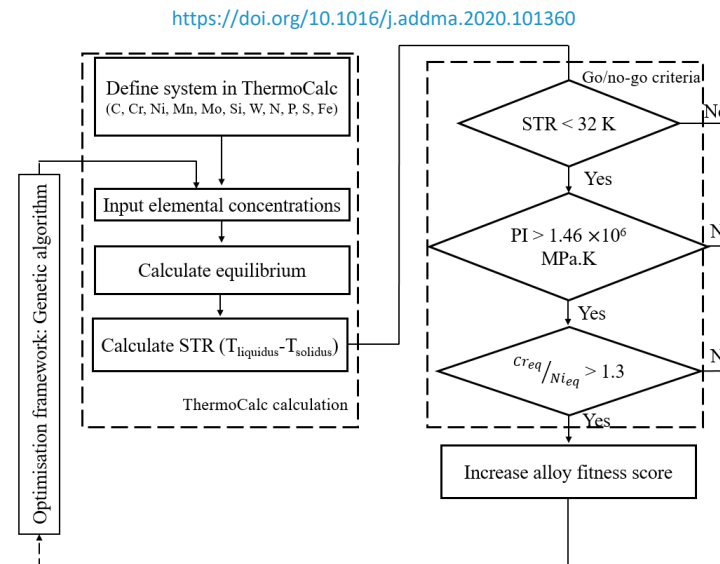 https://doi.org/10.1016/j.addma.2020.101360
Define system in ThermoCalc
(C, Cr, Ni, Mn, Mo, Si, W, N, P, S, Fe)
Input elemental concentrations
Calculate equilibrium
Calculate STR (Tliquidus-Tsolidus)
ThermoCalc calculation
Optimisation framework: Genetic algorithm
Go/no-go criteria
STR < 32 K
Yes
PI > 1.46 ×10⁶
MPa.K
Yes
Creq/Nieq > 1.3
Yes
Increase alloy fitness score